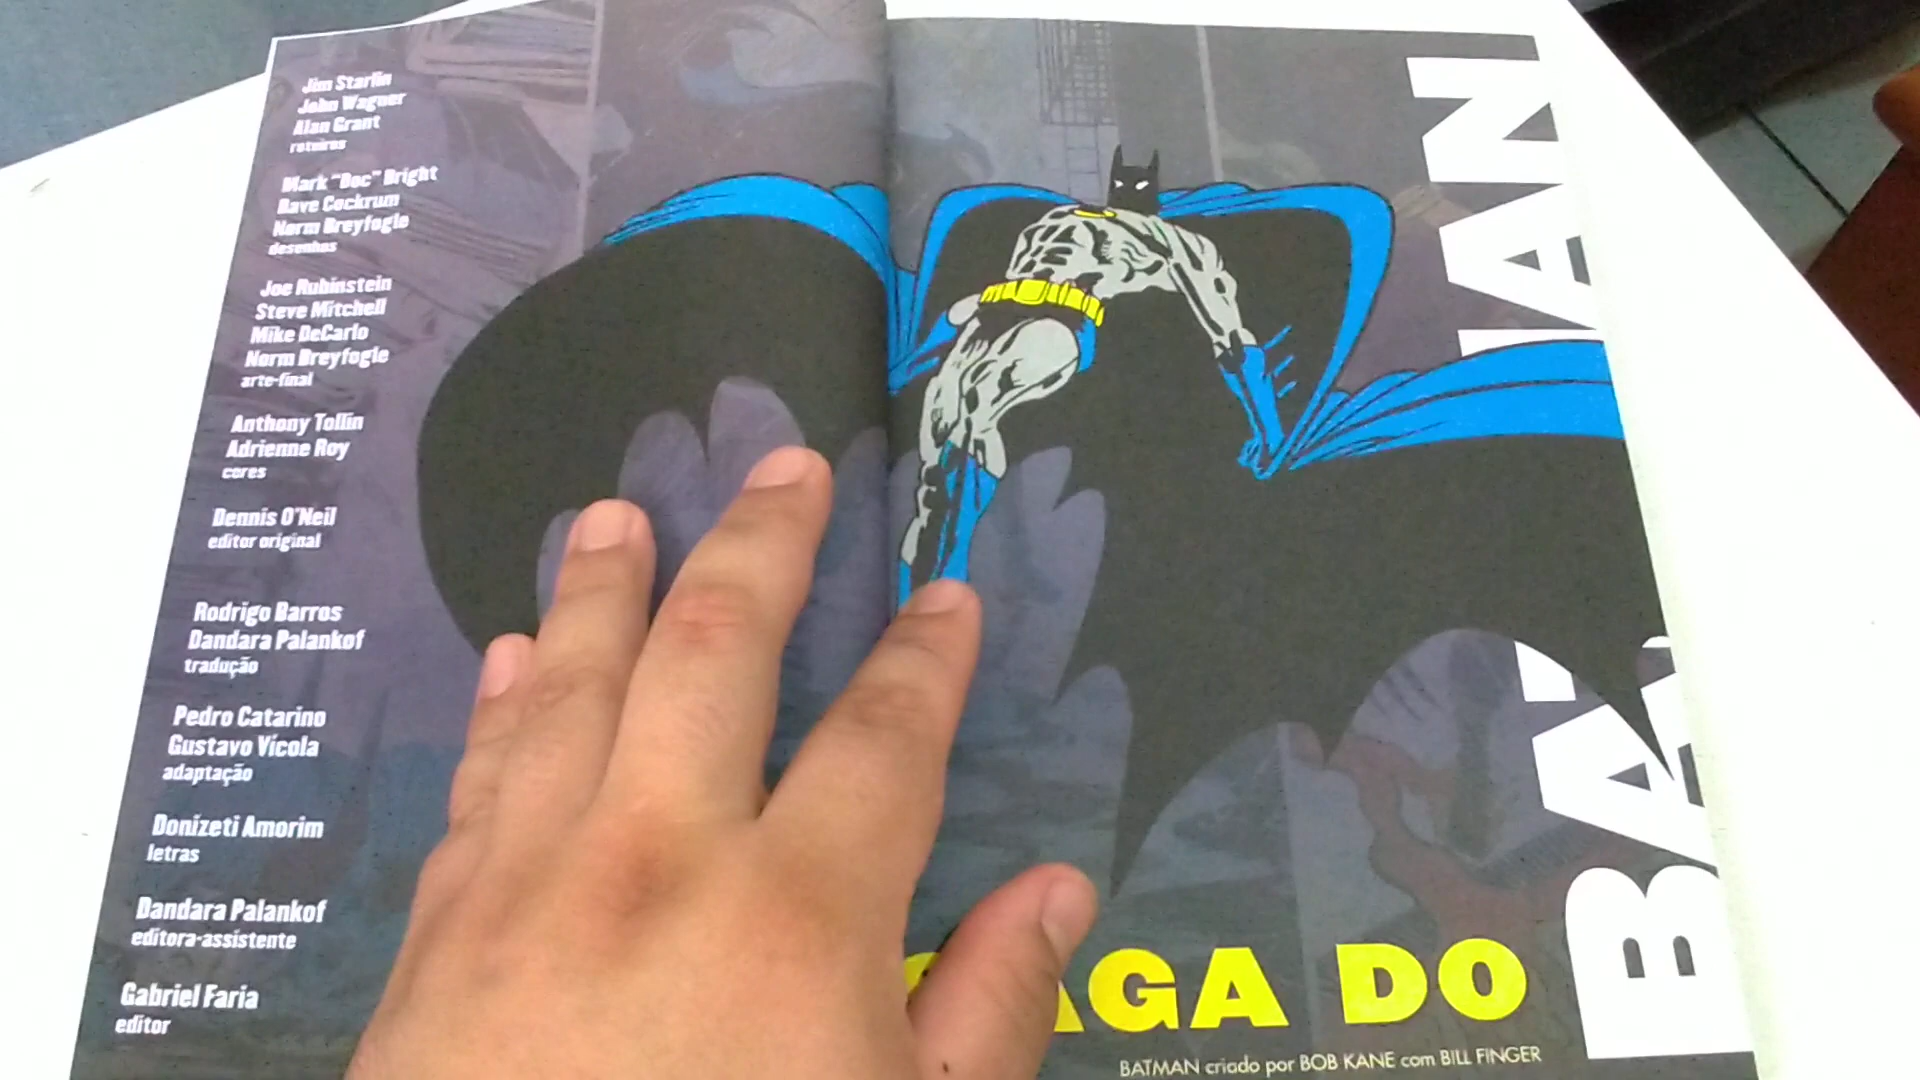 Jim Starlin
John Wagner
Alan Grant
roteiros
Mark "Doc" Bright
Dave Cockrum
Norm Breyfogle
desenhos
Joe Rubinstein
Steve Mitchell
Mike DeCarlo
Norm Breyfogle
arte-final
Anthony Tollin
Adrienne Roy
cores
Dennis O'Neil
editor original
Rodrigo Barros
Dandara Palankof
tradução
Pedro Catarino
Gustavo Vícola
adaptação
Donizeti Amorim
letras
Dandara Palankof
editora-assistente
Gabriel Faria
editor
SAGA DO
BATMAN
BATMAN criado por BOB KANE com BILL FINGER